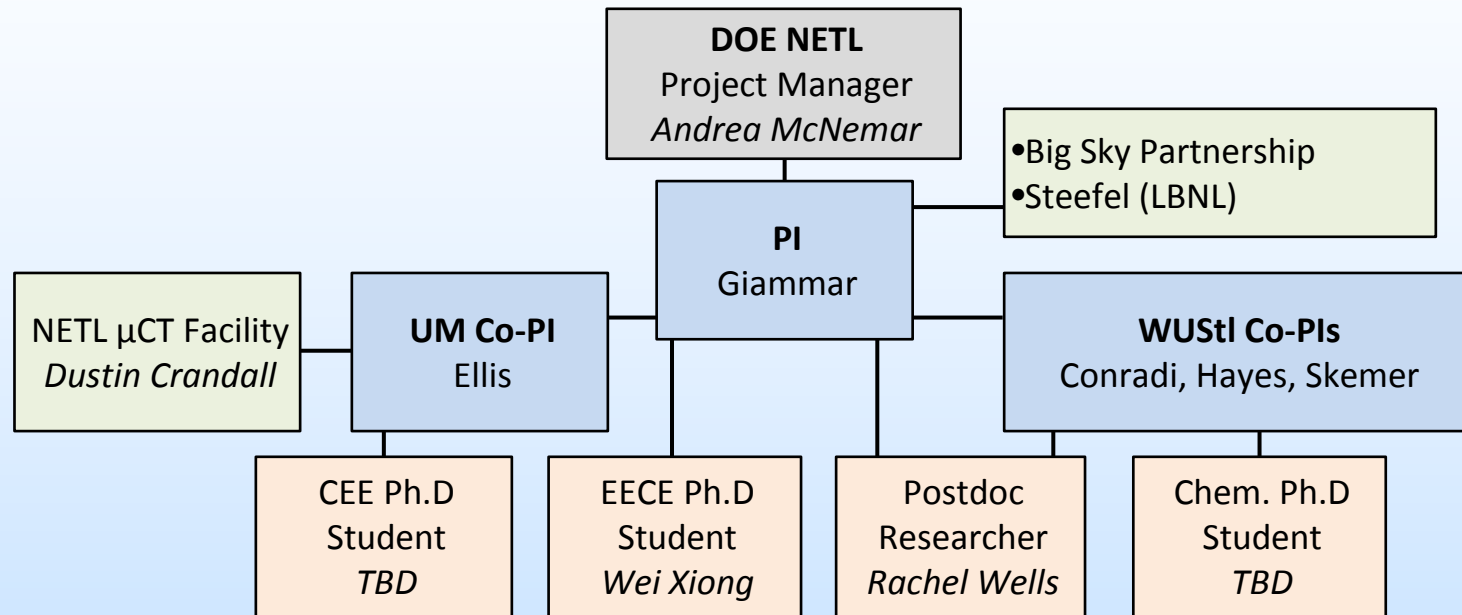 DOE NETL
Project Manager
Andrea McNemar
•Big Sky Partnership
•Steefel (LBNL)
PI
Giammar
NETL µCT Facility
Dustin Crandall
UM Co-PI
Ellis
WUStl Co-PIs
Conradi, Hayes, Skemer
CEE Ph.D
Student
TBD
EECE Ph.D
Student
Wei Xiong
Postdoc
Researcher
Rachel Wells
Chem. Ph.D
Student
TBD